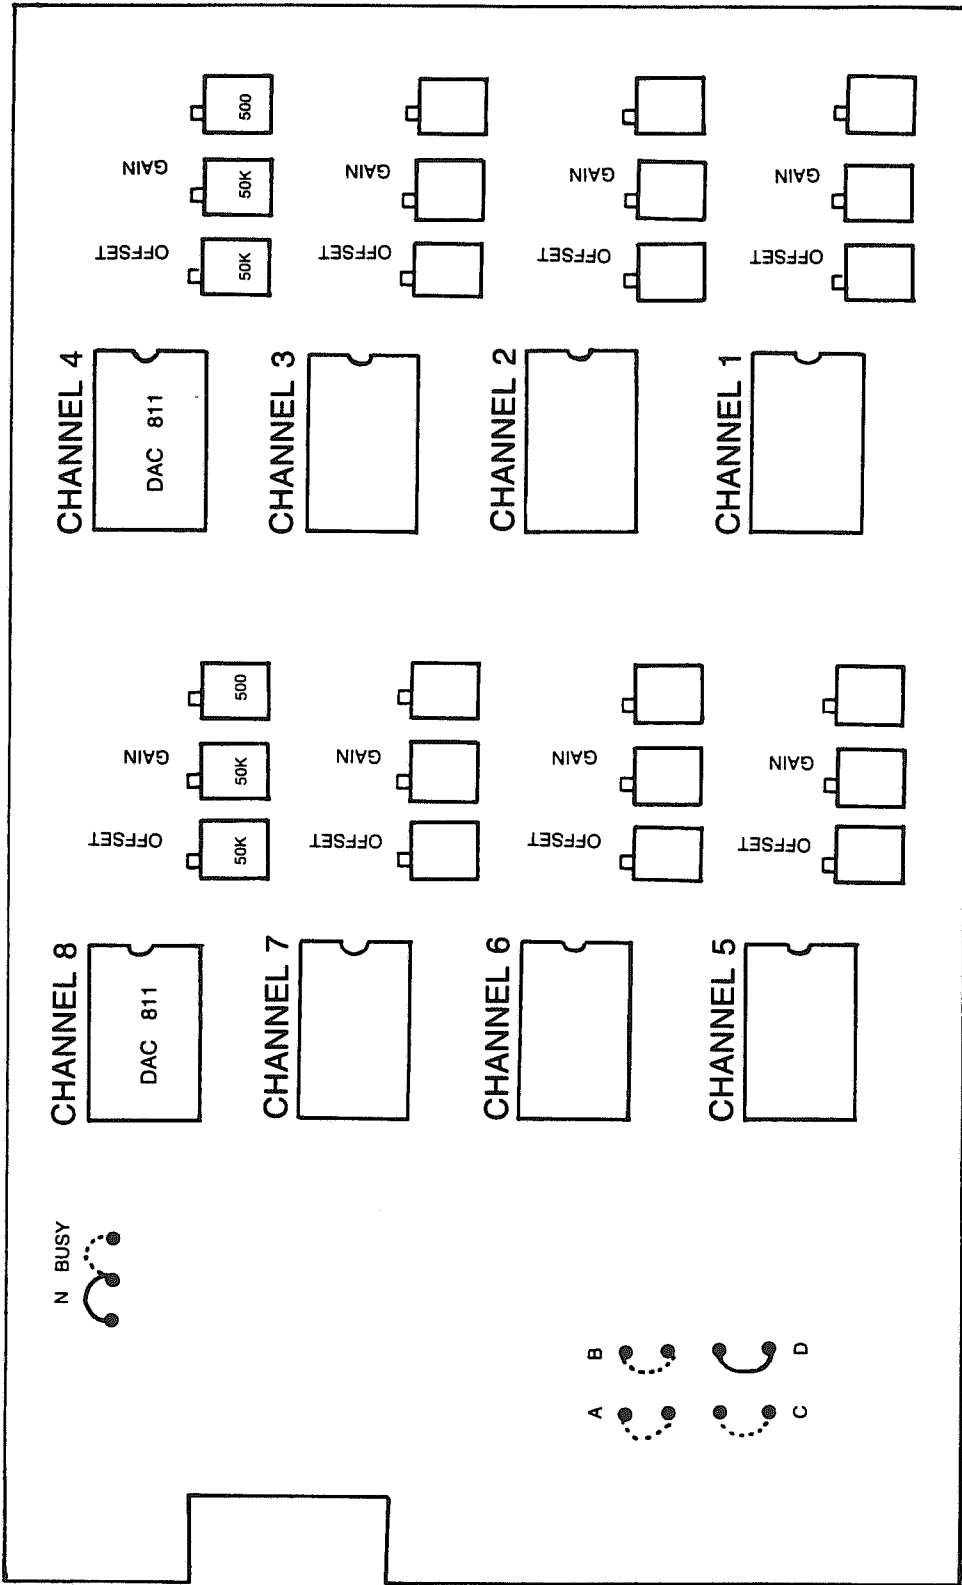 CHANNEL 8
DAC 811
OFFSET
GAIN
50K
50K
500
CHANNEL 4
DAC 811
OFFSET
GAIN
50K
50K
500
CHANNEL 7
OFFSET
GAIN
CHANNEL 3
OFFSET
GAIN
CHANNEL 6
OFFSET
GAIN
CHANNEL 2
OFFSET
GAIN
CHANNEL 5
OFFSET
GAIN
CHANNEL 1
OFFSET
GAIN
N BUSY
A B
C D